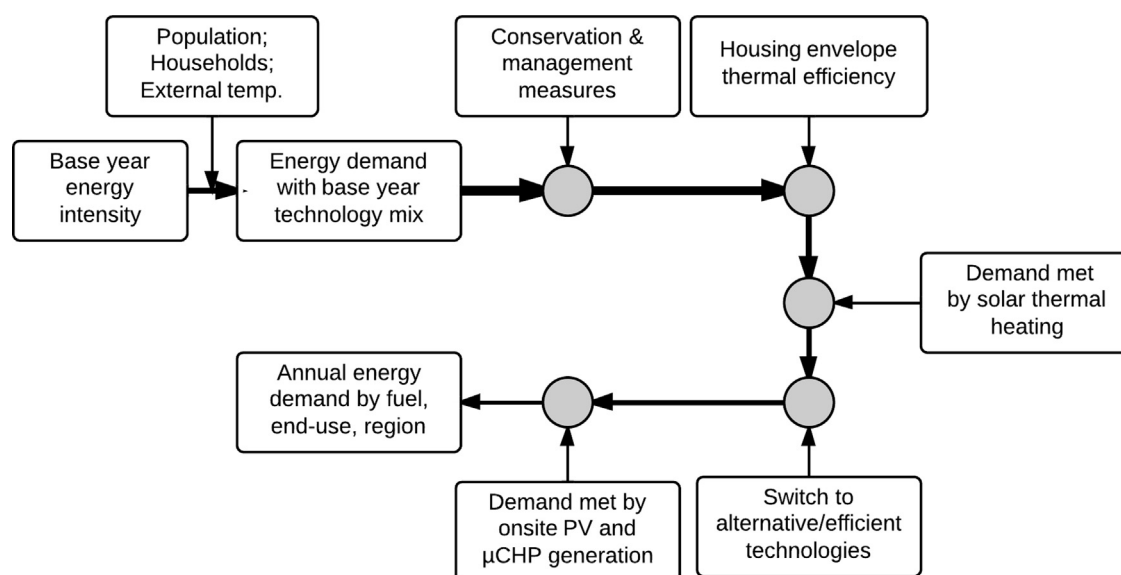 Population;
Households;
External temp.
Conservation &
management
measures
Housing envelope
thermal efficiency
Base year
energy
intensity
Energy demand
with base year
technology mix
Demand met
by solar thermal
heating
Annual energy
demand by fuel,
end-use, region
Demand met by
onsite PV and
µCHP generation
Switch to
alternative/efficient
technologies